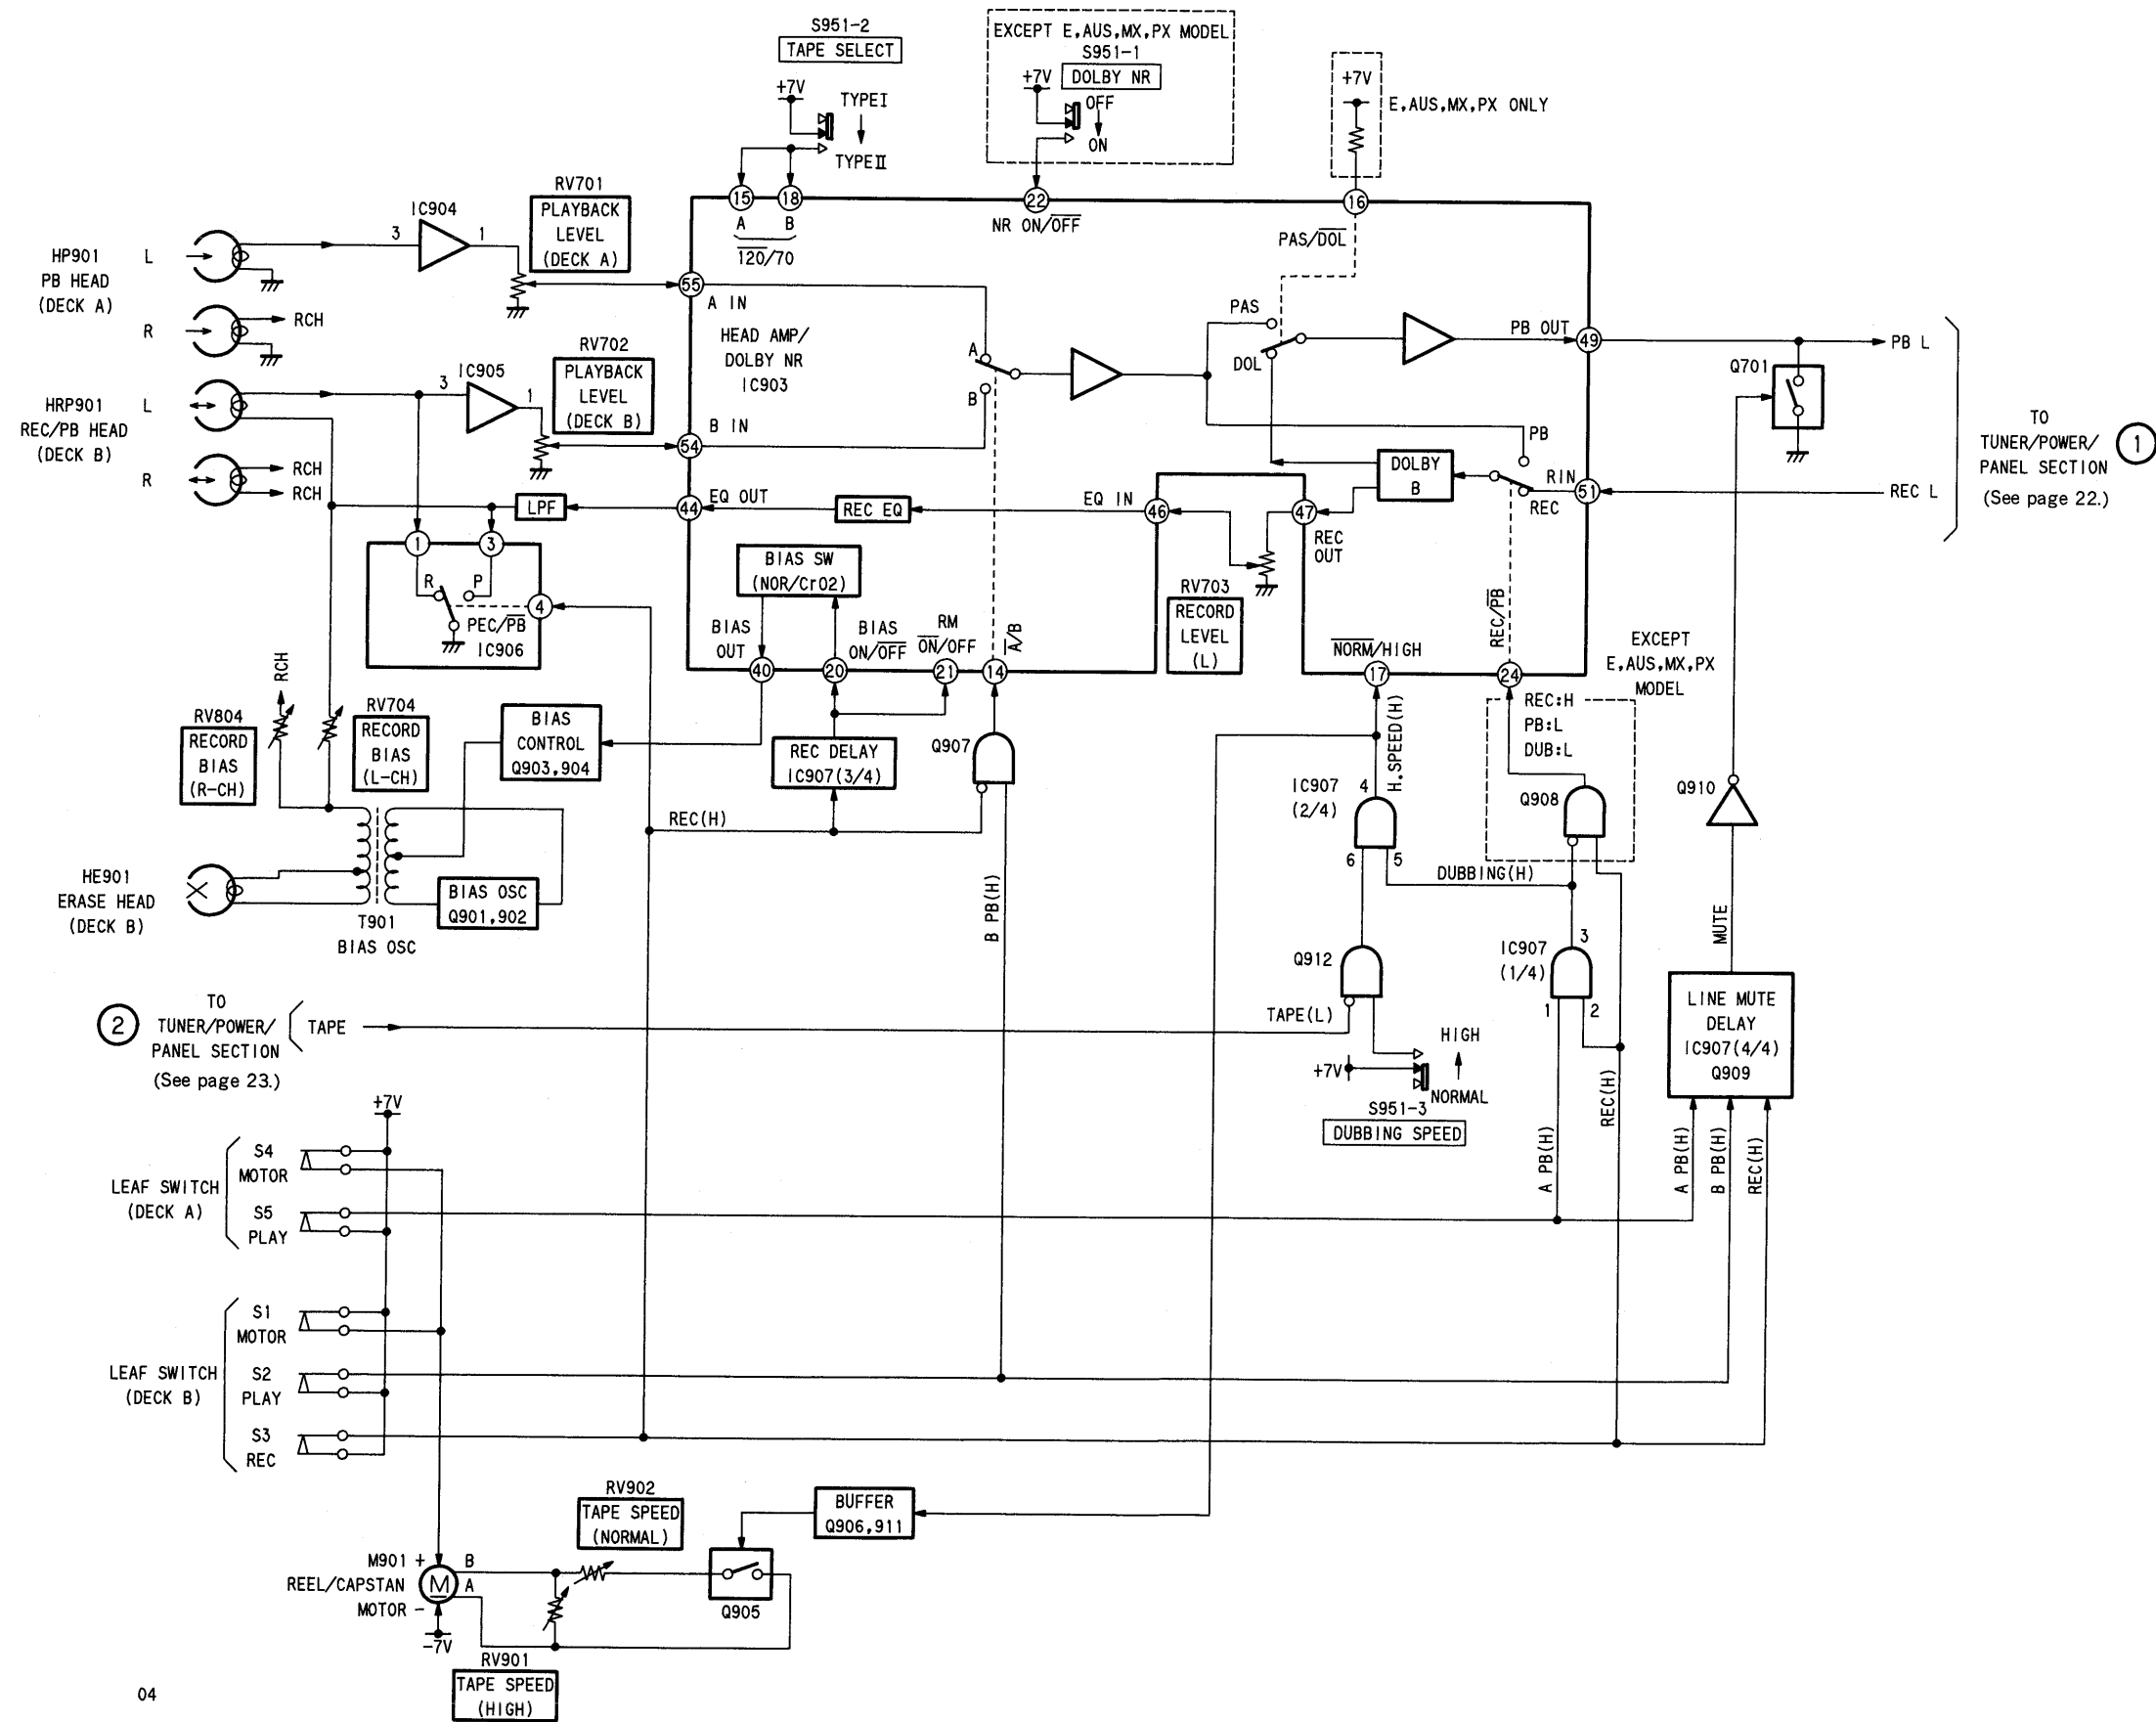 S951-2
TAPE SELECT
+7V
TYPEI
TYPEII
EXCEPT E,AUS,MX,PX MODEL
S951-1
+7V
DOLBY NR
OFF
ON
+7V
E,AUS,MX,PX ONLY
15
18
22
16
A
B
120/70
NR ON/OFF
PAS/DOL
HP901
PB HEAD
(DECK A)
L
R
RCH
3
IC904
1
RV701
PLAYBACK
LEVEL
(DECK A)
55
A IN
HEAD AMP/
DOLBY NR
IC903
A
B
PAS
DOL
PB OUT
49
PB L
Q701
HRP901
REC/PB HEAD
(DECK B)
L
R
RCH
RCH
3
IC905
1
RV702
PLAYBACK
LEVEL
(DECK B)
54
B IN
PB
RIN
REC
51
REC L
DOLBY
B
TO
TUNER/POWER/
PANEL SECTION
(See page 22.)
1
LPF
44
EQ OUT
REC EQ
EQ IN
46
47
REC
OUT
RV703
RECORD
LEVEL
(L)
1
3
R
P
4
PEC/PB
IC906
BIAS SW
(NOR/CrO2)
BIAS
OUT
BIAS
ON/OFF
RM
ON/OFF
A/B
40
20
21
14
NORM/HIGH
17
REC/PB
24
EXCEPT
E,AUS,MX,PX
MODEL
REC:H
PB:L
DUB:L
RCH
RV804
RECORD
BIAS
(R-CH)
RV704
RECORD
BIAS
(L-CH)
BIAS
CONTROL
Q903,904
REC DELAY
IC907(3/4)
Q907
REC(H)
H.SPEED(H)
IC907
(2/4)
4
6
5
Q908
DUBBING(H)
Q910
MUTE
HE901
ERASE HEAD
(DECK B)
T901
BIAS OSC
BIAS OSC
Q901,902
B PB(H)
Q912
IC907
(1/4)
3
1
2
LINE MUTE
DELAY
IC907(4/4)
Q909
2
TO
TUNER/POWER/
PANEL SECTION
(See page 23.)
TAPE
TAPE(L)
HIGH
+7V
NORMAL
S951-3
DUBBING SPEED
REC(H)
A PB(H)
A PB(H)
B PB(H)
REC(H)
+7V
LEAF SWITCH
(DECK A)
S4
MOTOR
S5
PLAY
LEAF SWITCH
(DECK B)
S1
MOTOR
S2
PLAY
S3
REC
RV902
TAPE SPEED
(NORMAL)
BUFFER
Q906,911
M901
REEL/CAPSTAN
MOTOR
+
-
M
B
A
-7V
Q905
RV901
TAPE SPEED
(HIGH)
04